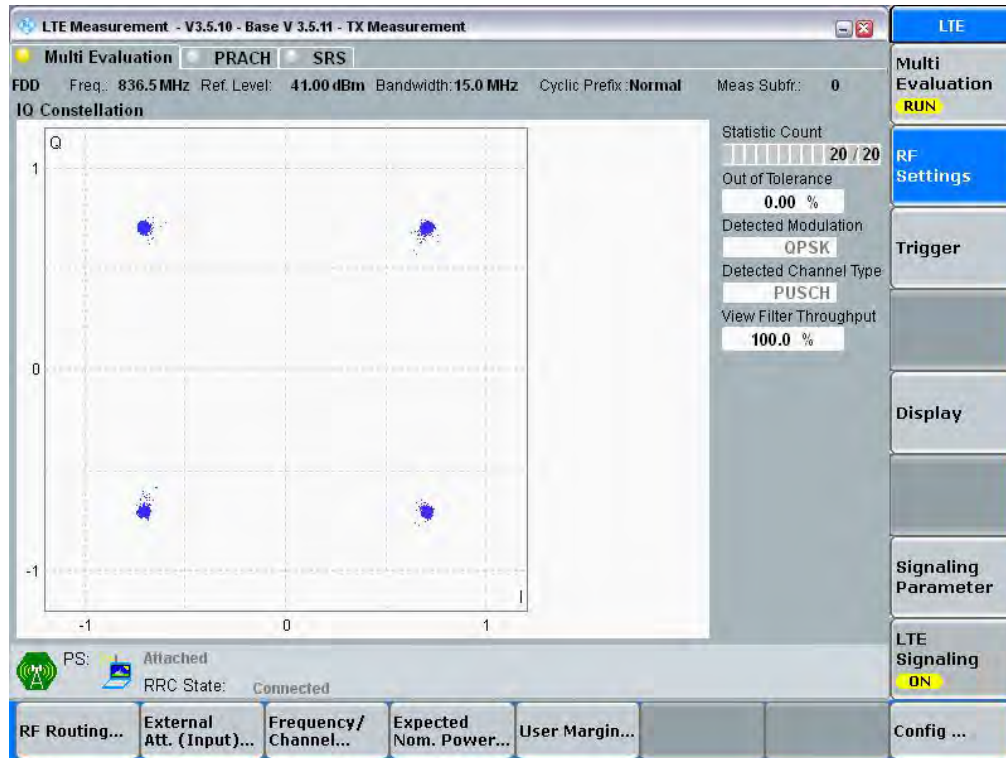 LTE Measurement - V3.5.10 - Base V 3.5.11 - TX Measurement
LTE
Multi Evaluation PRACH SRS
FDD Freq.: 836.5 MHz Ref. Level: 41.00 dBm Bandwidth: 15.0 MHz Cyclic Prefix: Normal Meas Subfr.: 0
IQ Constellation
Q
1
0
-1
I
-1 0 1
Statistic Count
20 / 20
Out of Tolerance
0.00 %
Detected Modulation
QPSK
Detected Channel Type
PUSCH
View Filter Throughput
100.0 %
Multi
Evaluation
RUN
RF
Settings
Trigger
Display
Signaling
Parameter
LTE
Signaling
ON
PS: Attached
RRC State: Connected
RF Routing...
External
Att. (Input)...
Frequency/
Channel...
Expected
Nom. Power...
User Margin...
Config ...